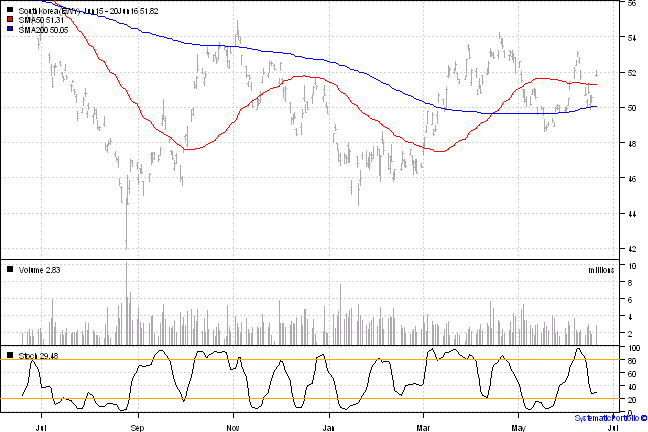 South Korea (EWY) Jun 15 - 20Jun16 51.82
SMA50 51.31
SMA200 50.05
56
54
52
50
48
46
44
42
Volume 2.83
millions
10
8
6
4
2
Stoch 29.48
100
80
60
40
20
0
Jul Sep Nov Jan Mar May Jul
SystematicPortfolio ©